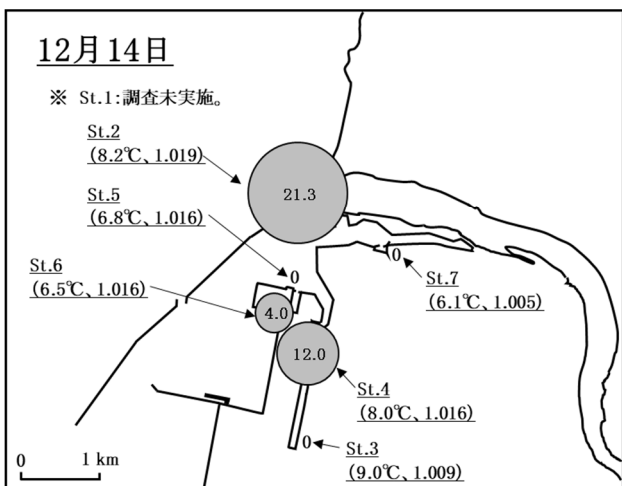 12月14日
※ St.1:調査未実施。
St.2
(8.2℃、1.019)
21.3
St.5
(6.8℃、1.016)
0
St.6
(6.5℃、1.016)
4.0
0
St.7
(6.1℃、1.005)
12.0
St.4
(8.0℃、1.016)
0
St.3
(9.0℃、1.009)
0 1 km